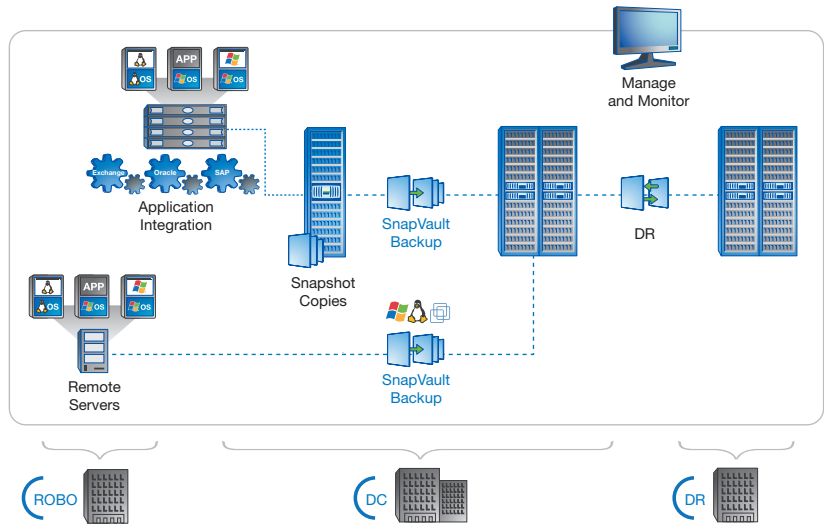 APP
OS
OS
OS
Manage
and Monitor
Exchange
Oracle
SAP
Application
Integration
SnapVault
Backup
DR
Snapshot
Copies
APP
OS
OS
OS
Remote
Servers
SnapVault
Backup
ROBO
DC
DR